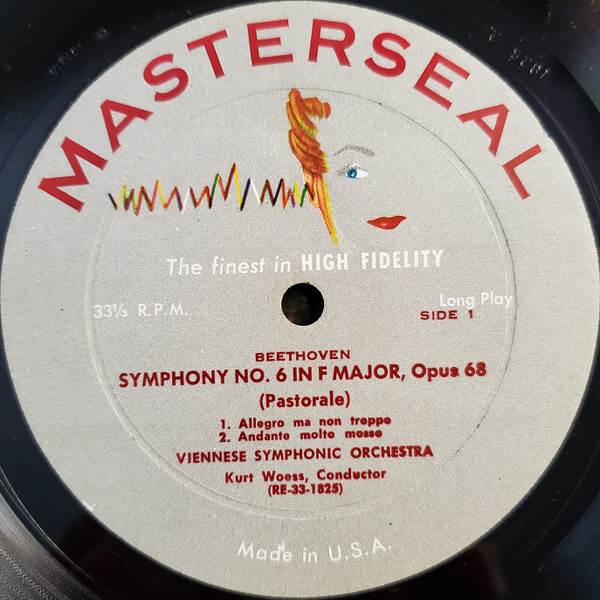 MASTERSEAL
The finest in HIGH FIDELITY
33⅓ R.P.M.
Long Play
SIDE 1
BEETHOVEN
SYMPHONY NO. 6 IN F MAJOR, Opus 68
(Pastorale)
1. Allegro ma non troppo
2. Andante molto mosso
VIENNESE SYMPHONIC ORCHESTRA
Kurt Woess, Conductor
(RE-33-1825)
Made in U.S.A.